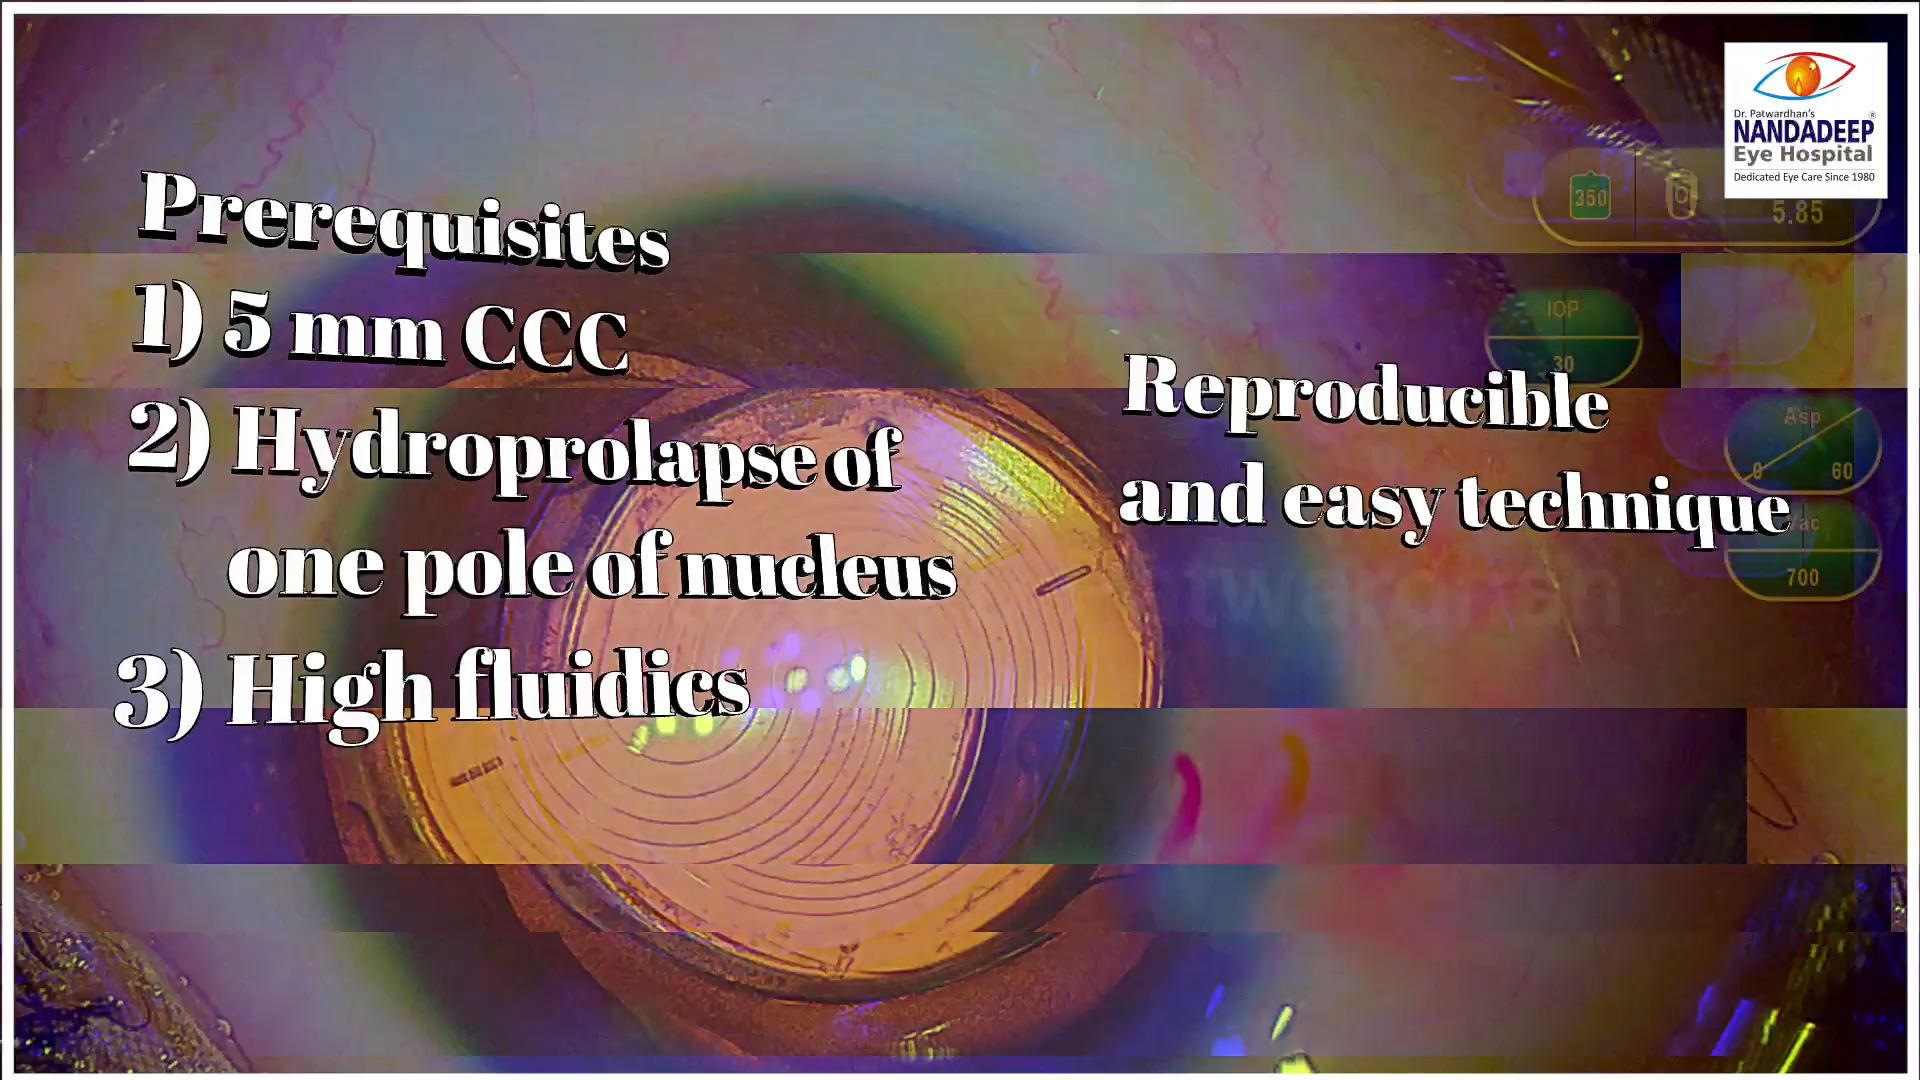 Dr. Patwardhan's
NANDADEEP ®
Eye Hospital
Dedicated Eye Care Since 1980
350
5.85
Prerequisites
1) 5 mm CCC
2) Hydroprolapse of
one pole of nucleus
3) High fluidics
IOP
30
Reproducible
and easy technique
Asp
0 60
700